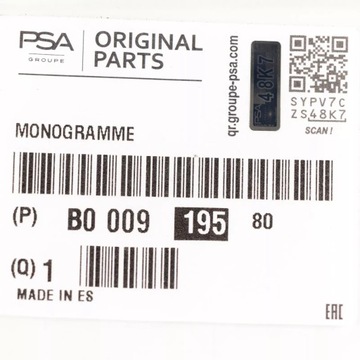 PSA
GROUPE
ORIGINAL
PARTS
qr.groupe-psa.com
PSA 48K7
SYPV7C
ZS48K7
SCAN !
MONOGRAMME
(P) B0 009 195 80
(Q) 1
MADE IN ES
EAC